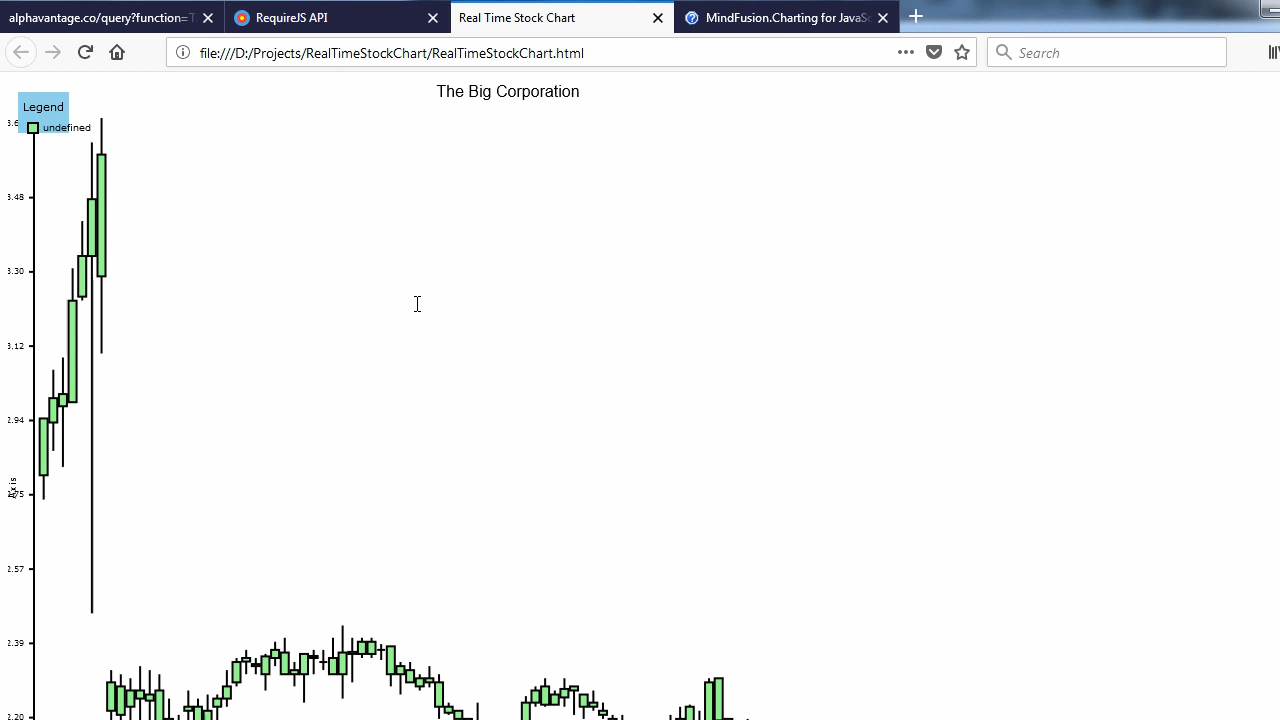 alphavantage.co/query?function=T
RequireJS API
Real Time Stock Chart
MindFusion.Charting for JavaSc
file:///D:/Projects/RealTimeStockChart/RealTimeStockChart.html
Search
The Big Corporation
Legend
undefined
3.48
3.30
3.12
2.94
2.57
2.39
2.20